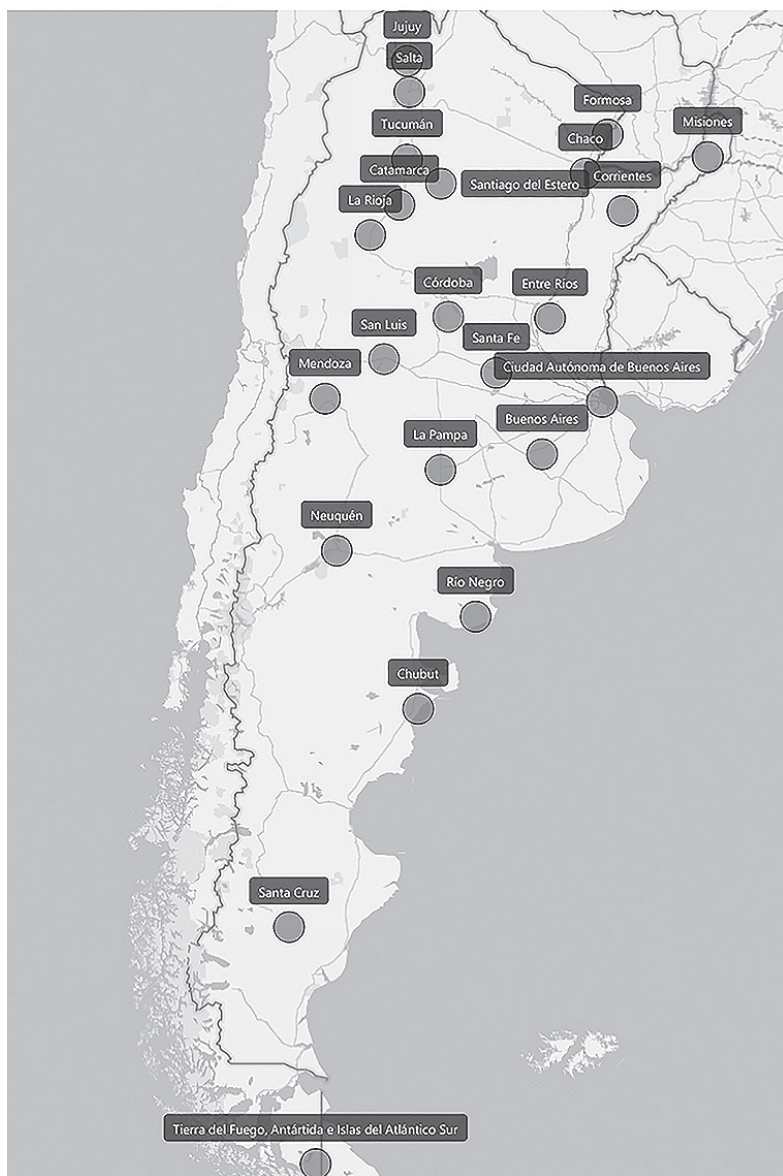 Jujuy
Salta
Formosa
Misiones
Tucumán
Chaco
Catamarca
Santiago del Estero
Corrientes
La Rioja
Córdoba
Entre Ríos
San Luis
Santa Fe
Mendoza
Ciudad Autónoma de Buenos Aires
Buenos Aires
La Pampa
Neuquén
Río Negro
Chubut
Santa Cruz
Tierra del Fuego, Antártida e Islas del Atlántico Sur